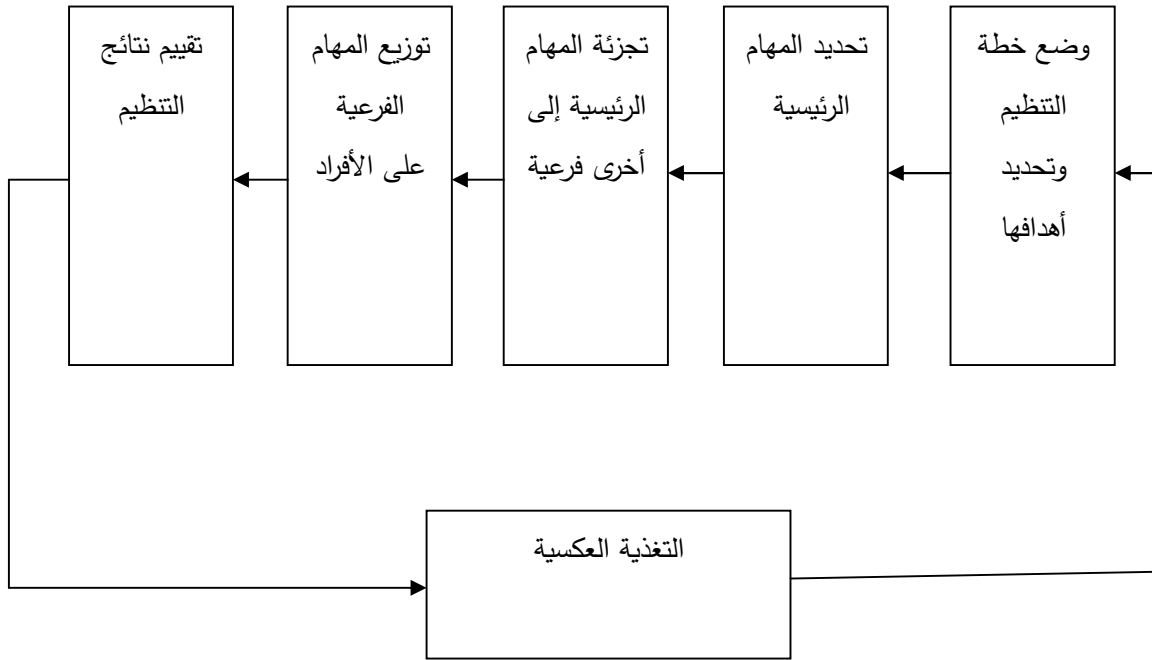 وضع خطة
التنظيم
وتحديد
أهدافها
تحديد المهام
الرئيسية
تجزئة المهام
الرئيسية إلى
أخرى فرعية
توزيع المهام
الفرعية
على الأفراد
تقييم نتائج
التنظيم
التغذية العكسية